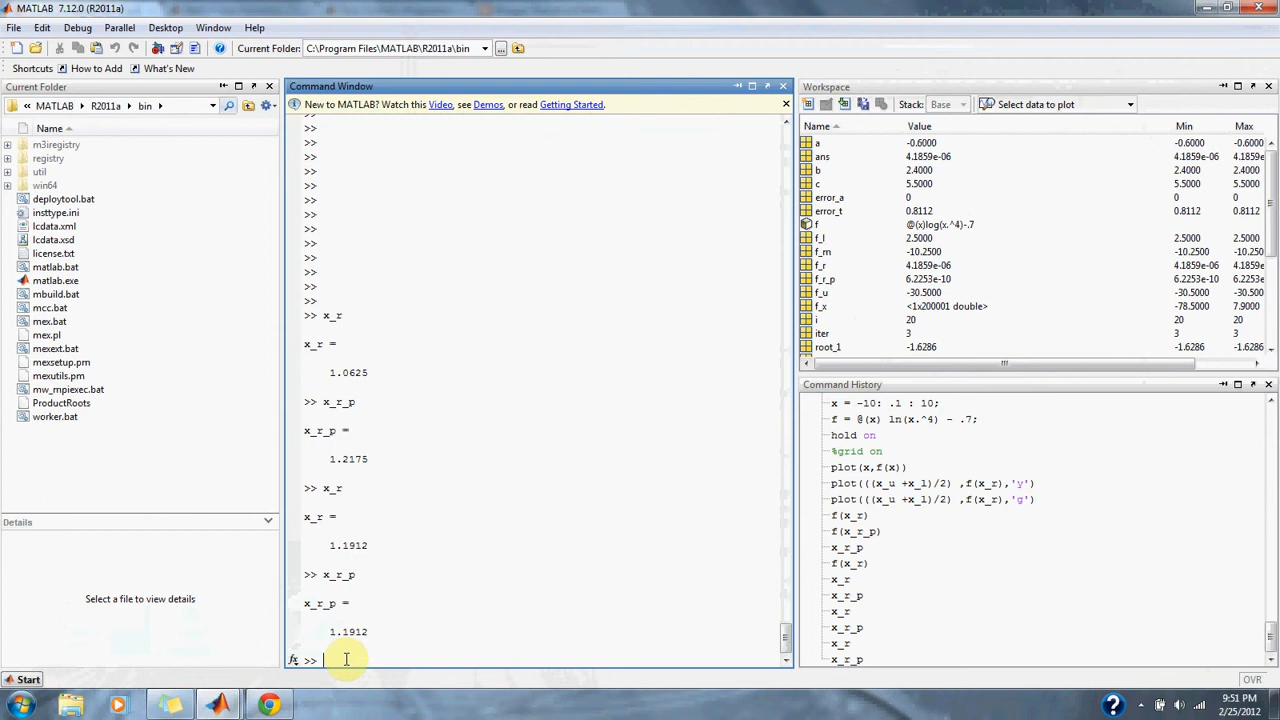 MATLAB 7.12.0 (R2011a)
File Edit Debug Parallel Desktop Window Help
Current Folder: C:\Program Files\MATLAB\R2011a\bin
Shortcuts How to Add What's New
Current Folder
« MATLAB R2011a bin
Name
m3iregistry
registry
util
win64
deploytool.bat
insttype.ini
lcdata.xml
lcdata.xsd
license.txt
matlab.bat
matlab.exe
mbuild.bat
mcc.bat
mex.bat
mex.pl
mexext.bat
mexsetup.pm
mexutils.pm
mw_mpiexec.bat
ProductRoots
worker.bat
Details
Select a file to view details
Start
Command Window
New to MATLAB? Watch this Video, see Demos, or read Getting Started.
>>
>>
>>
>>
>>
>>
>>
>>
>>
>>
>>
>>
>>
>> x_r
x_r =
1.0625
>> x_r_p
x_r_p =
1.2175
>> x_r
x_r =
1.1912
>> x_r_p
x_r_p =
1.1912
fx >>
Workspace
Stack: Base Select data to plot
Name Value Min Max
a -0.6000 -0.6000 -0.6000
ans 4.1859e-06 4.1859e-06 4.1859e-
b 2.4000 2.4000 2.4000
c 5.5000 5.5000 5.5000
error_a 0 0 0
error_t 0.8112 0.8112 0.8112
f @(x)log(x.^4)-.7
f_l 2.5000 2.5000 2.5000
f_m -10.2500 -10.2500 -10.250
f_r 4.1859e-06 4.1859e-06 4.1859e-
f_r_p 6.2253e-10 6.2253e-10 6.2253e-
f_u -30.5000 -30.5000 -30.500
f_x <1x200001 double> -78.5000 7.9000
i 20 20 20
iter 3 3 3
root_1 -1.6286 -1.6286 -1.6286
Command History
x = -10: .1 : 10;
f = @(x) ln(x.^4) - .7;
hold on
%grid on
plot(x,f(x))
plot(((x_u +x_l)/2) ,f(x_r),'y')
plot(((x_u +x_l)/2) ,f(x_r),'g')
f(x_r)
f(x_r_p)
x_r_p
f(x_r)
x_r
x_r_p
x_r
x_r_p
x_r
x_r_p
OVR
9:51 PM
2/25/2012